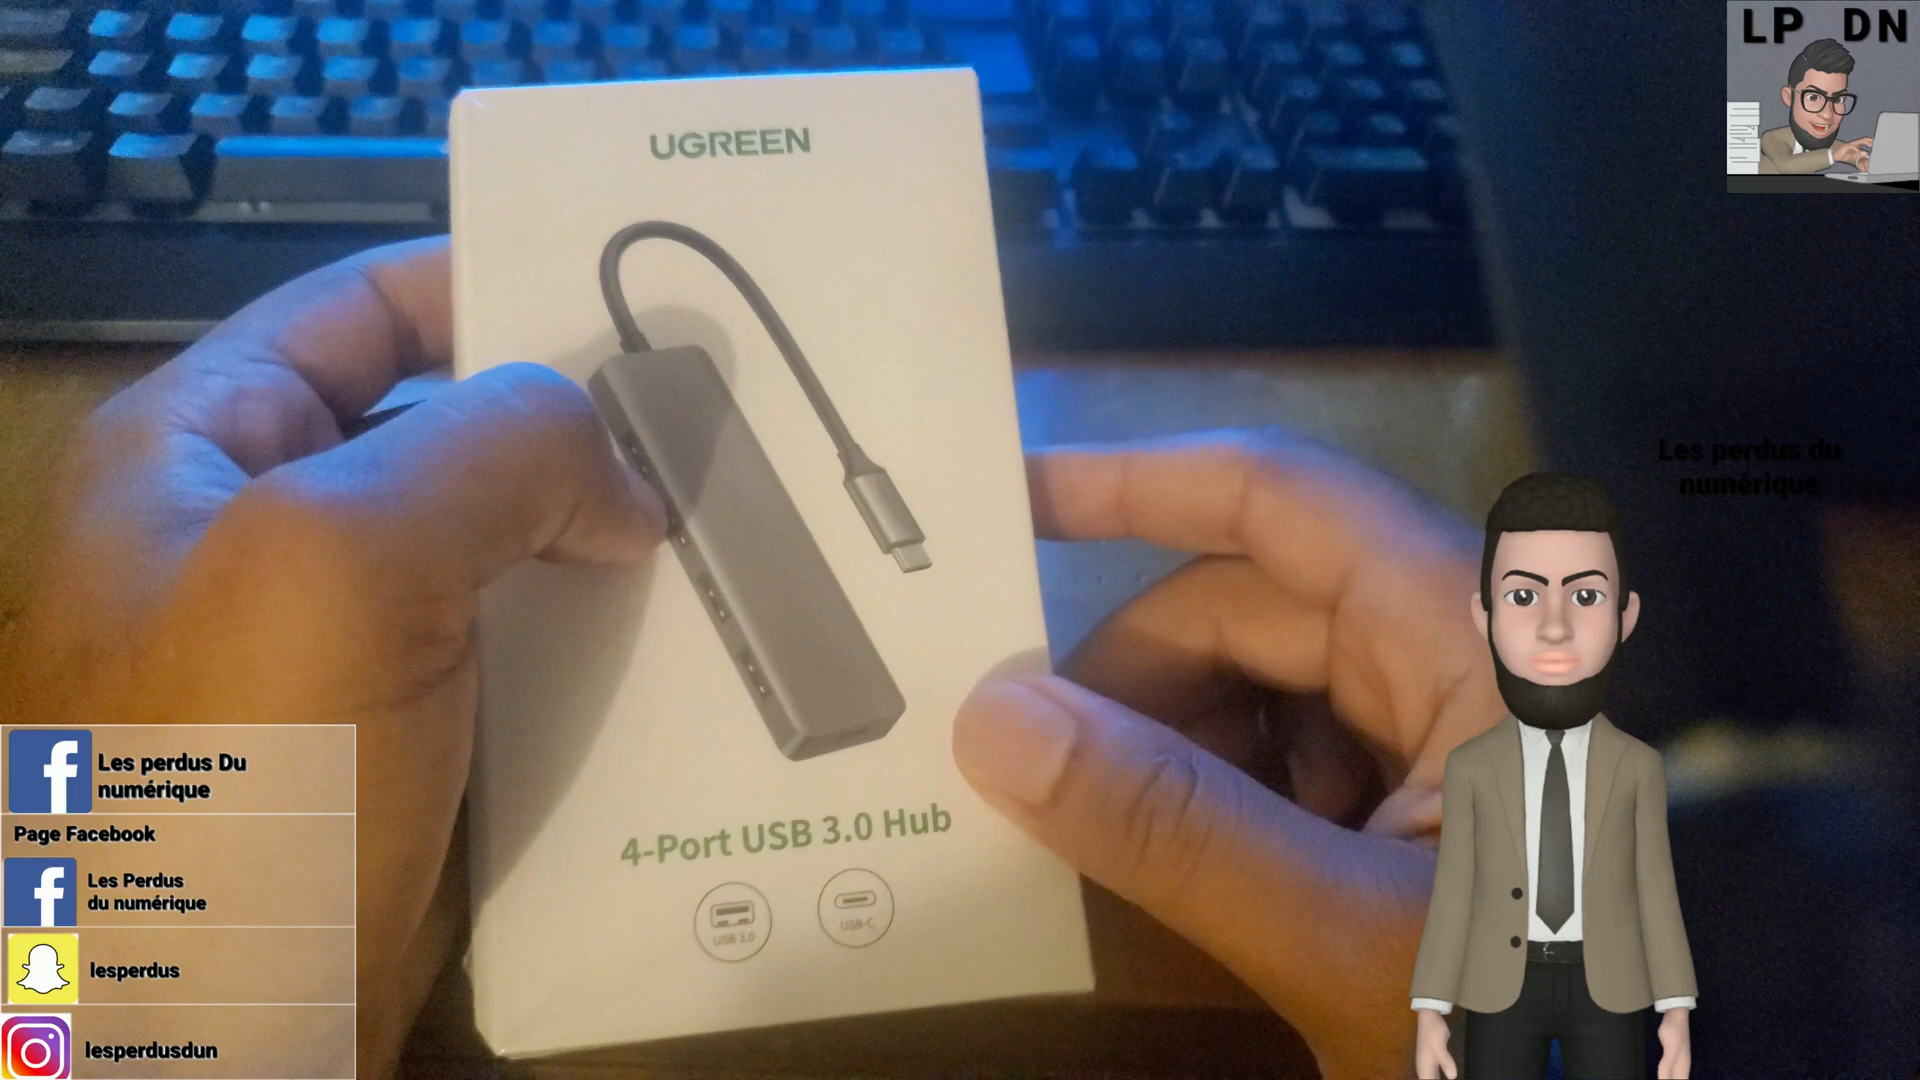 LP DN
UGREEN
Les perdus du
numérique
4-Port USB 3.0 Hub
USB 3.0
USB-C
Les perdus Du
numérique
Page Facebook
Les Perdus
du numérique
lesperdus
lesperdusdun